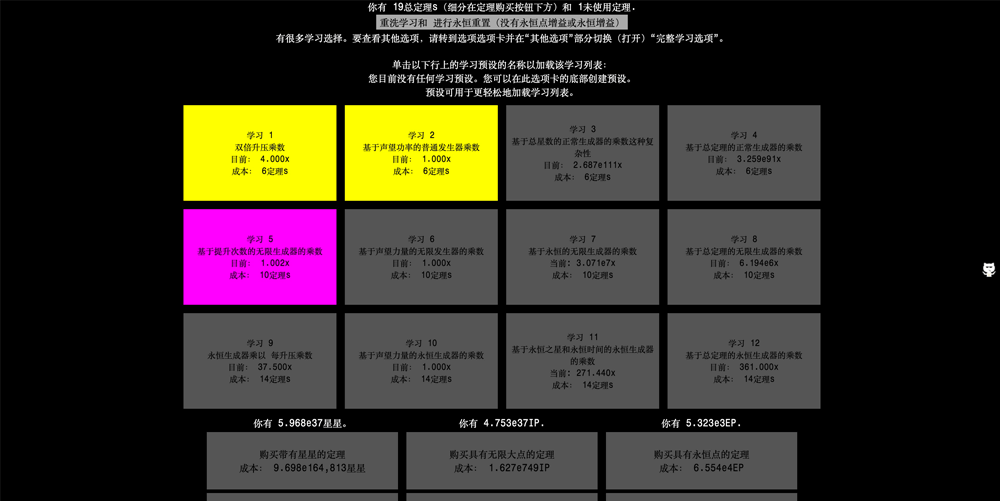 你有 19总定理s (细分在定理购买按钮下方) 和 1未使用定理.
重洗学习和 进行永恒重置 (没有永恒点增益或永恒增益)
有很多学习选择。要查看其他选项，请转到选项选项卡并在“其他选项”部分切换（打开）“完整学习选项”。
单击以下行上的学习预设的名称以加载该学习列表:
您目前没有任何学习预设。您可以在此选项卡的底部创建预设。
预设可用于更轻松地加载学习列表。
学习 1
双倍升压乘数
目前: 4.000x
成本: 6定理s
学习 2
基于声望功率的普通发生器乘数
目前: 1.000x
成本: 6定理s
学习 3
基于总星数的正常生成器的乘数这种复
杂性
目前: 2.687e111x
成本: 6定理s
学习 4
基于总定理的正常生成器的乘数
目前: 3.259e91x
成本: 6定理s
学习 5
基于提升次数的无限生成器的乘数
目前: 1.002x
成本: 10定理s
学习 6
基于声望力量的无限发生器的乘数
目前: 1.000x
成本: 10定理s
学习 7
基于永恒的无限生成器的乘数
当前: 3.071e7x
成本: 10定理s
学习 8
基于总定理的无限生成器的乘数
目前: 6.194e6x
成本: 10定理s
学习 9
永恒生成器乘以 每升压乘数
目前: 37.500x
成本: 14定理s
学习 10
基于声望力量的永恒生成器的乘数
目前: 1.000x
成本: 14定理s
学习 11
基于永恒之星和永恒时间的永恒生成器
的乘数
当前: 271.440x
成本: 14定理s
学习 12
基于总定理的永恒生成器的乘数
目前: 361.000x
成本: 14定理s
你有 5.968e37星星。
你有 4.753e37IP.
你有 5.323e3EP.
购买带有星星的定理
成本: 9.698e164,813星星
购买具有无限大点的定理
成本: 1.627e749IP
购买具有永恒点的定理
成本: 6.554e4EP